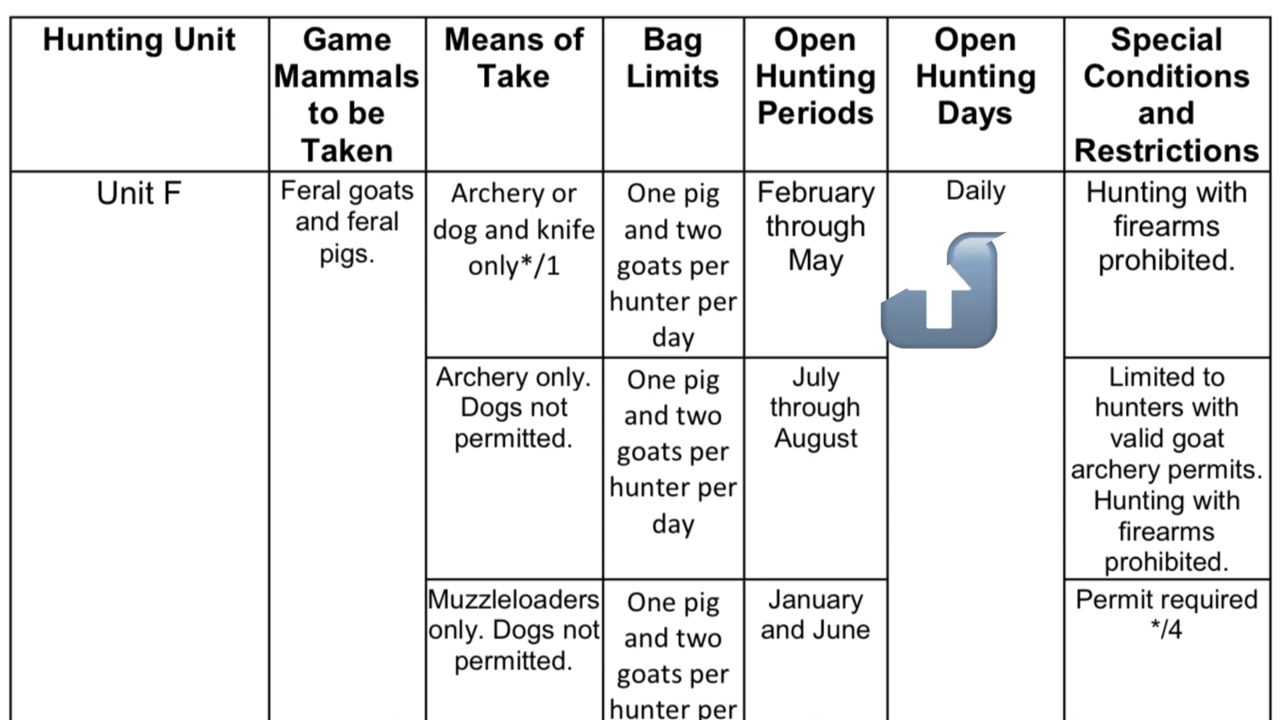 Hunting Unit
Game
Mammals
to be
Taken
Means of
Take
Bag
Limits
Open
Hunting
Periods
Open
Hunting
Days
Special
Conditions
and
Restrictions
Unit F
Feral goats
and feral
pigs.
Archery or
dog and knife
only*/1
One pig
and two
goats per
hunter per
day
February
through
May
Daily
Hunting with
firearms
prohibited.
Archery only.
Dogs not
permitted.
One pig
and two
goats per
hunter per
day
July
through
August
Limited to
hunters with
valid goat
archery permits.
Hunting with
firearms
prohibited.
Muzzleloaders
only. Dogs not
permitted.
One pig
and two
goats per
hunter per
January
and June
Permit required
*/4